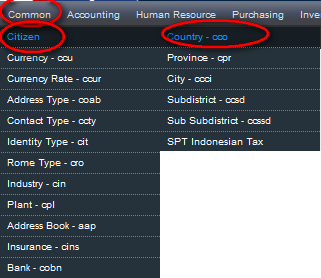 Common Accounting Human Resource Purchasing Inve
Citizen
Currency - ccu
Currency Rate - ccur
Address Type - coab
Contact Type - ccty
Identity Type - cit
Rome Type - cro
Industry - cin
Plant - cpl
Address Book - aap
Insurance - cins
Bank - cobn
Country - cco
Province - cpr
City - ccci
Subdistrict - ccsd
Sub Subdistrict - ccssd
SPT Indonesian Tax